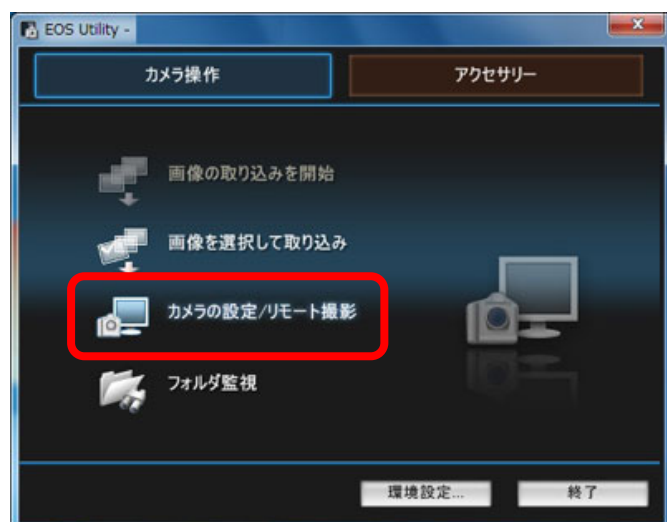 EOS Utility -
カメラ操作
アクセサリー
画像の取り込みを開始
画像を選択して取り込み
カメラの設定/リモート撮影
フォルダ監視
環境設定...
終了